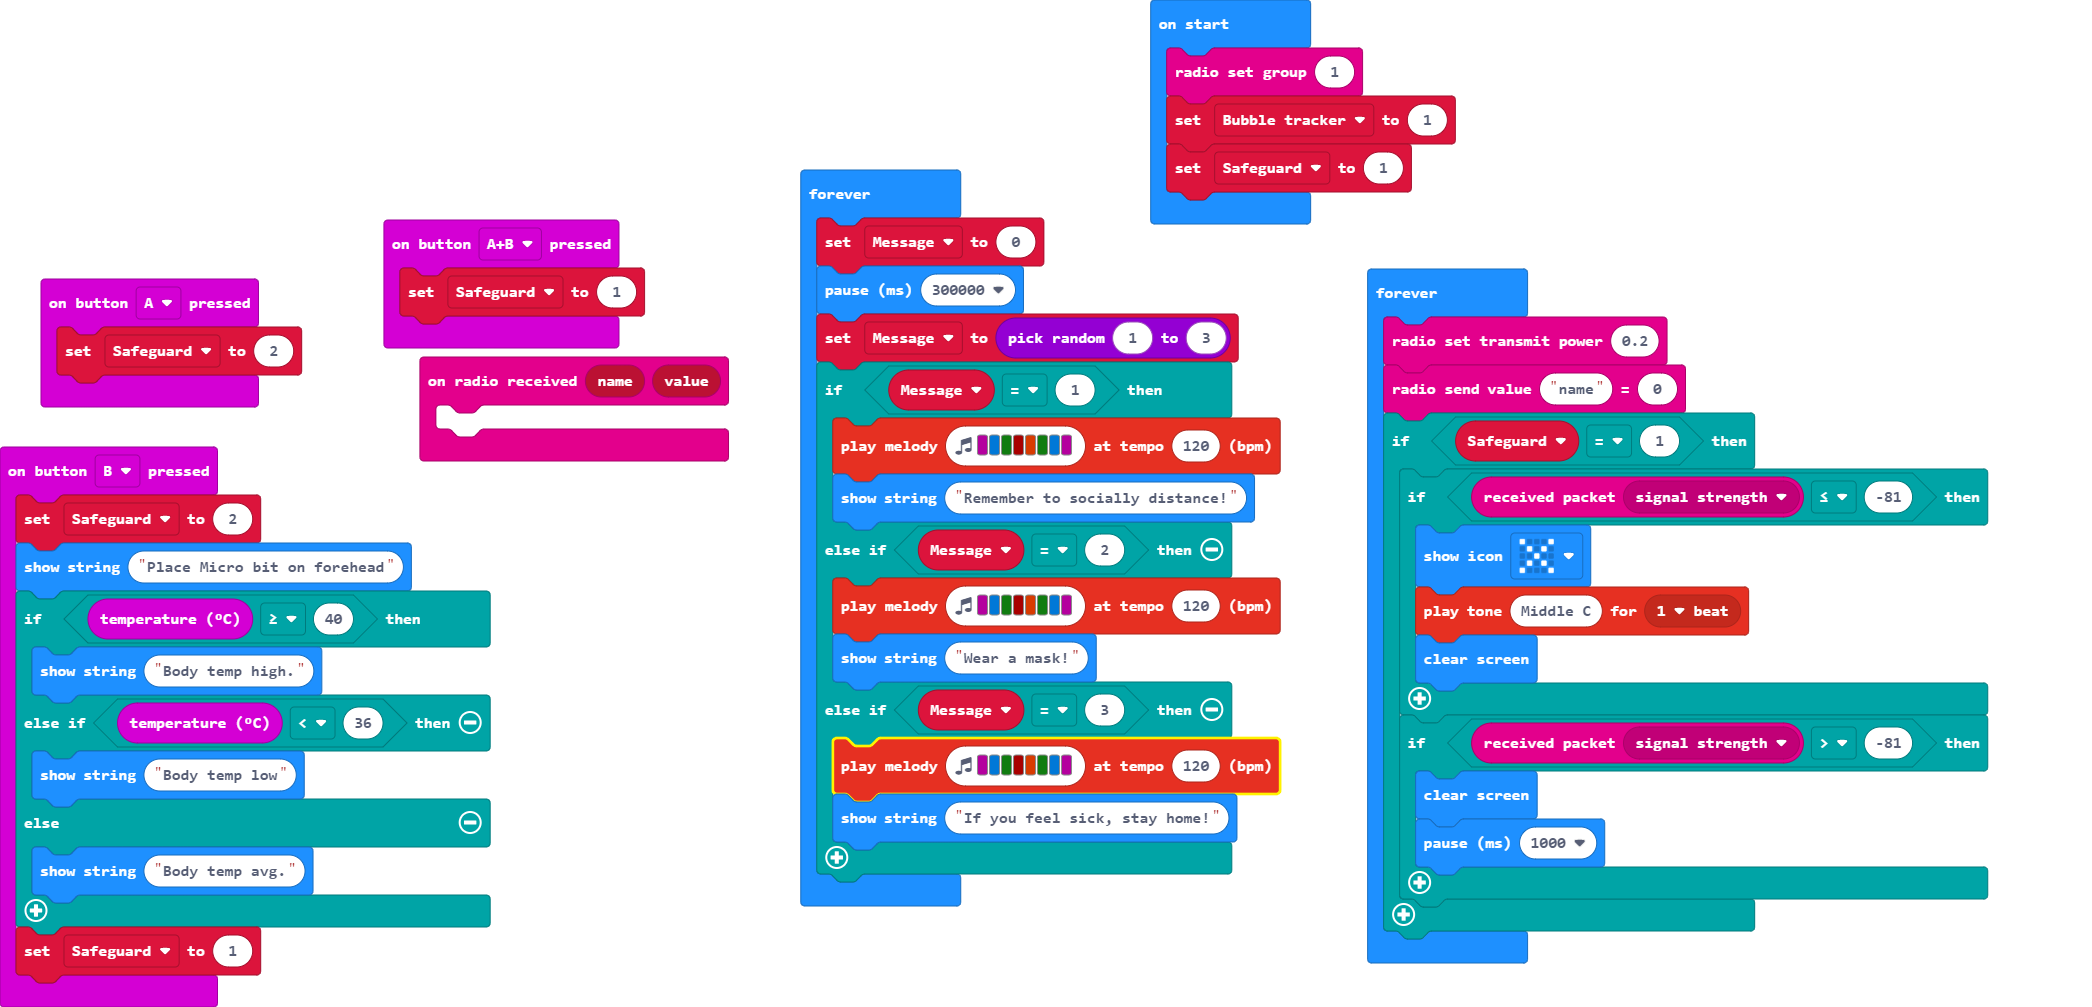 on start
radio set group 1
set Bubble tracker to 1
set Safeguard to 1
on button A pressed
set Safeguard to 2
on button A+B pressed
set Safeguard to 1
on radio received name value
on button B pressed
set Safeguard to 2
show string "Place Micro bit on forehead"
if temperature (ºC) ≥ 40 then
show string "Body temp high."
else if temperature (ºC) < 36 then
show string "Body temp low"
else
show string "Body temp avg."
set Safeguard to 1
forever
set Message to 0
pause (ms) 300000
set Message to pick random 1 to 3
if Message = 1 then
play melody at tempo 120 (bpm)
show string "Remember to socially distance!"
else if Message = 2 then
play melody at tempo 120 (bpm)
show string "Wear a mask!"
else if Message = 3 then
play melody at tempo 120 (bpm)
show string "If you feel sick, stay home!"
forever
radio set transmit power 0.2
radio send value "name" = 0
if Safeguard = 1 then
if received packet signal strength ≤ -81 then
show icon
play tone Middle C for 1 beat
clear screen
if received packet signal strength > -81 then
clear screen
pause (ms) 1000